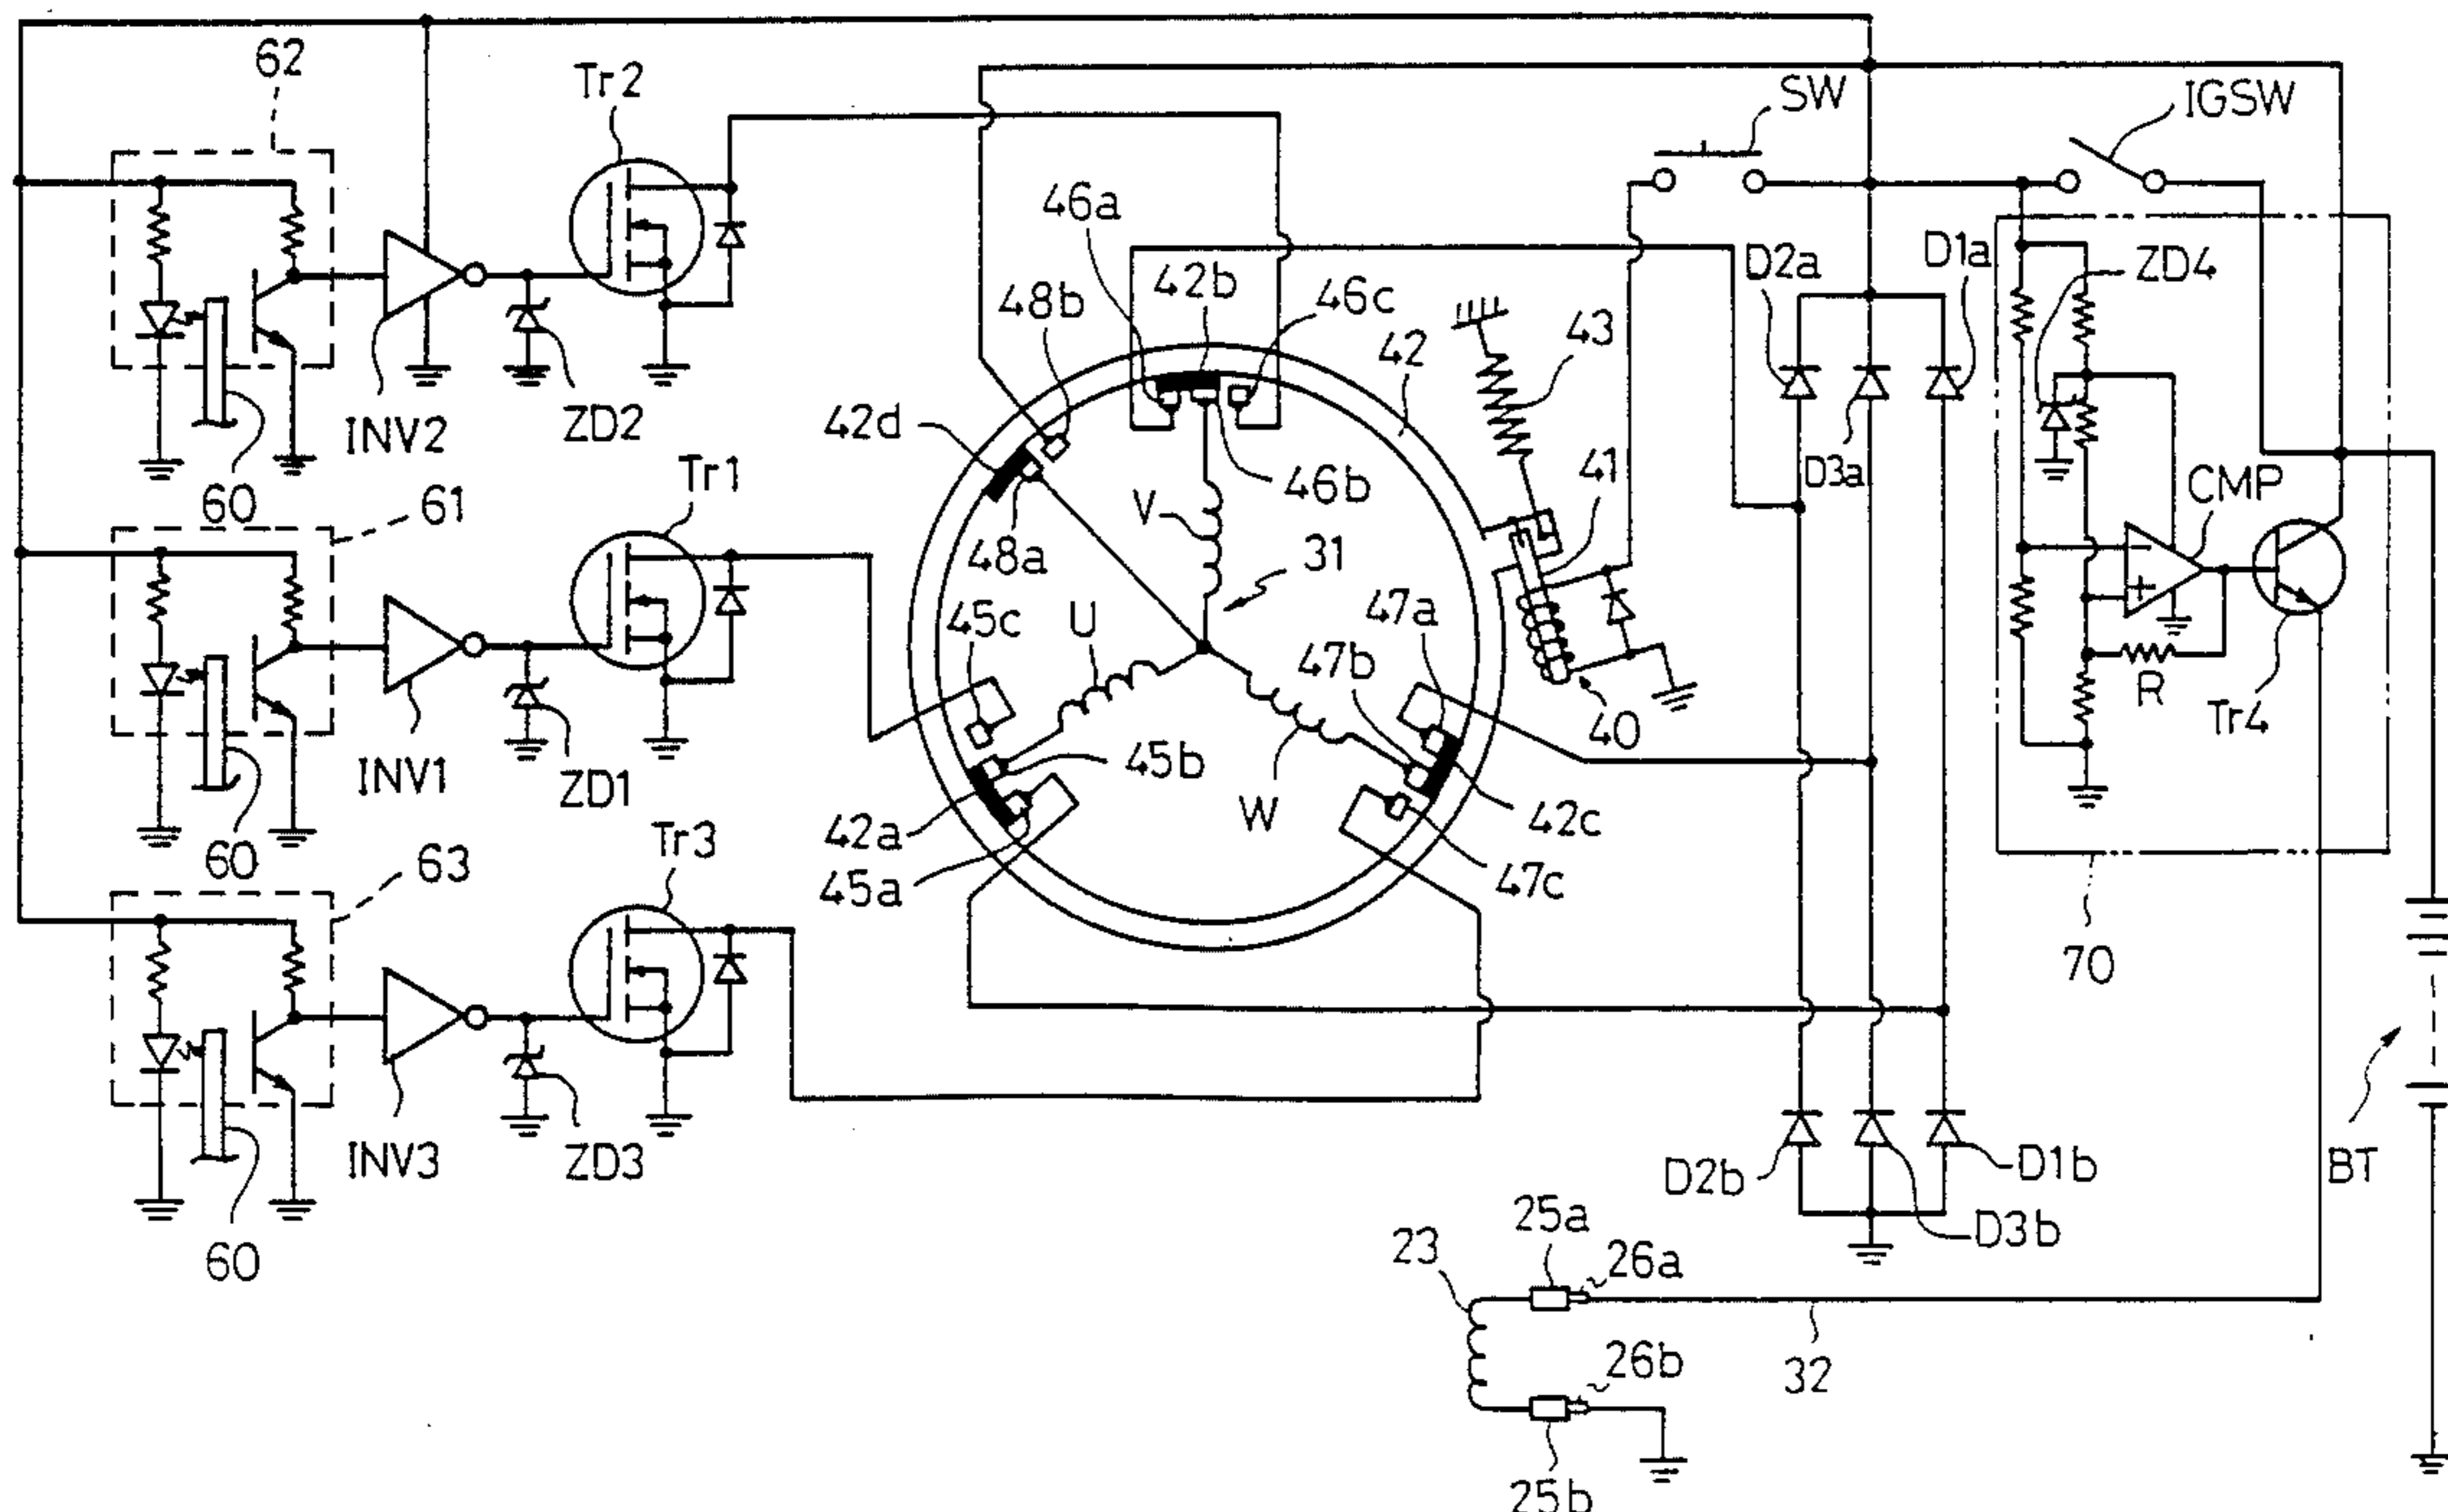 62
Tr2
SW
IGSW
46a
D2a
D1a
ZD4
42b
46c
48b
42
43
INV2
ZD2
42d
D3a
41
60
61
Tr1
V
46b
CMP
48a
31
45c
U
47a
47b
R
Tr4
INV1
ZD1
45b
40
60
63
Tr3
42a
W
42c
45a
47c
70
INV3
ZD3
D2b
D1b
BT
60
23
25a
26a
D3b
26b
32
25b